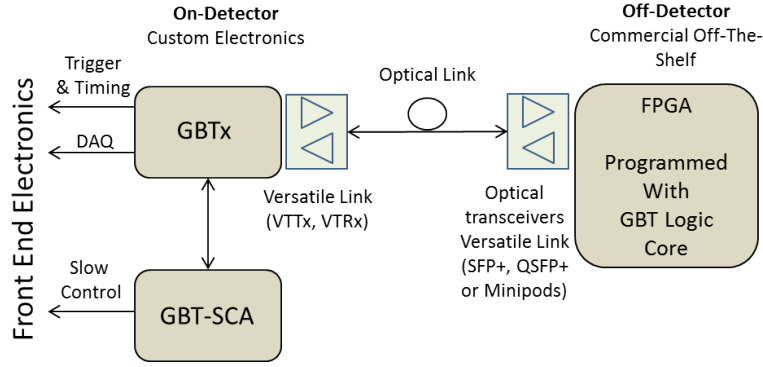 On-Detector
Custom Electronics
Off-Detector
Commercial Off-The-
Shelf
Front End Electronics
Trigger
& Timing
DAQ
Slow
Control
GBTx
GBT-SCA
Versatile Link
(VTTx, VTRx)
Optical Link
Optical
transceivers
Versatile Link
(SFP+, QSFP+
or Minipods)
FPGA
Programmed
With
GBT Logic
Core